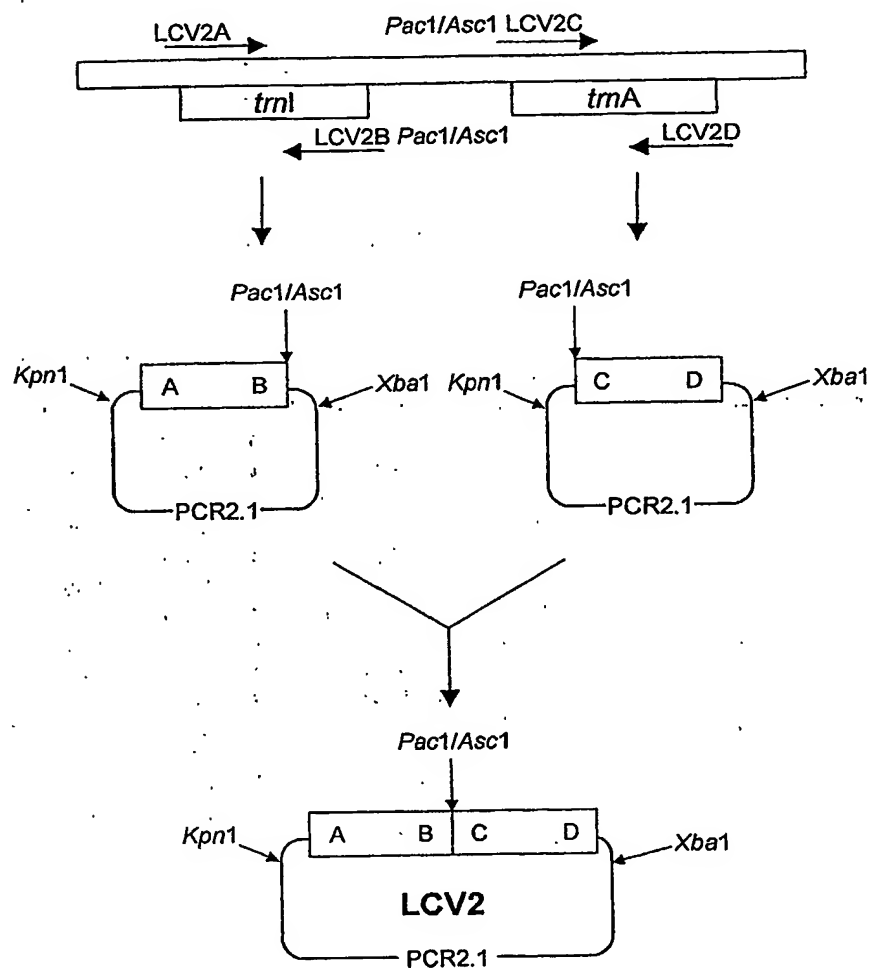 LCV2A Pac1/Asc1 LCV2C
trnI trnA
LCV2B Pac1/Asc1 LCV2D
Pac1/Asc1 Pac1/Asc1
Kpn1 A B Xba1 Kpn1 C D Xba1
PCR2.1 PCR2.1
Pac1/Asc1
Kpn1 A B C D Xba1
LCV2
PCR2.1